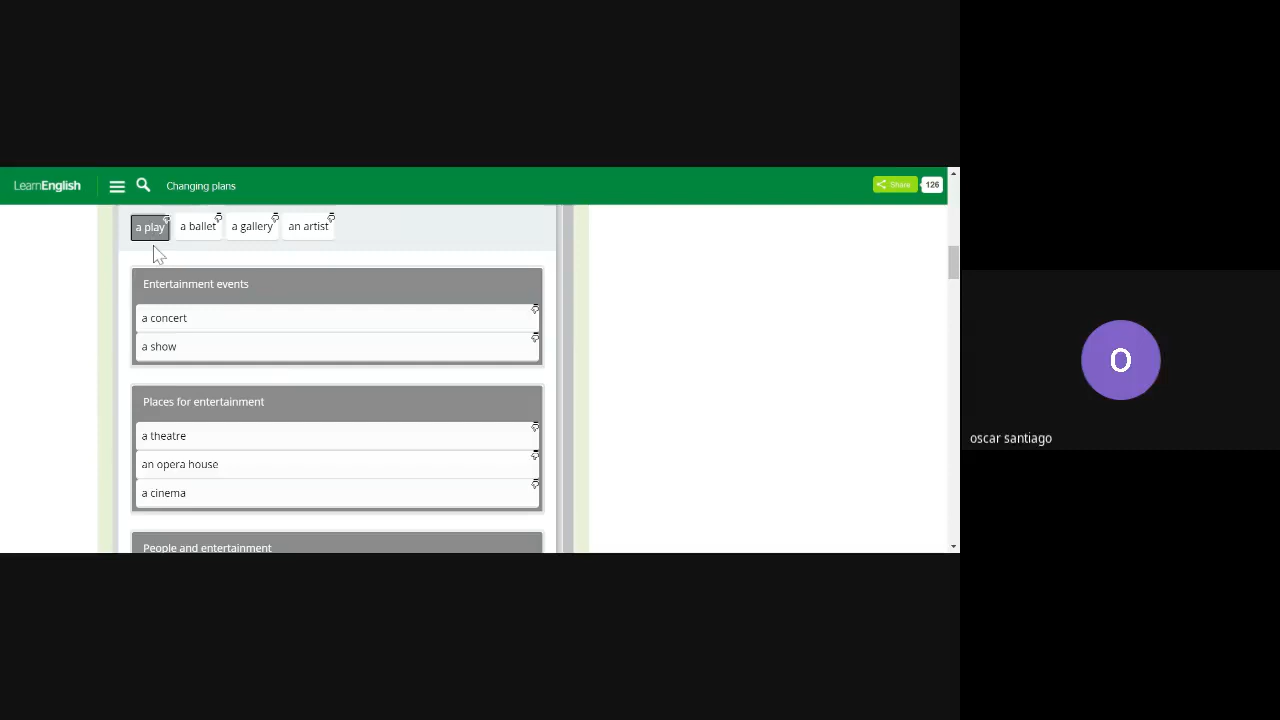 LearnEnglish
Changing plans
Share
126
a play
a ballet
a gallery
an artist
Entertainment events
a concert
a show
Places for entertainment
a theatre
an opera house
a cinema
People and entertainment
O
oscar santiago